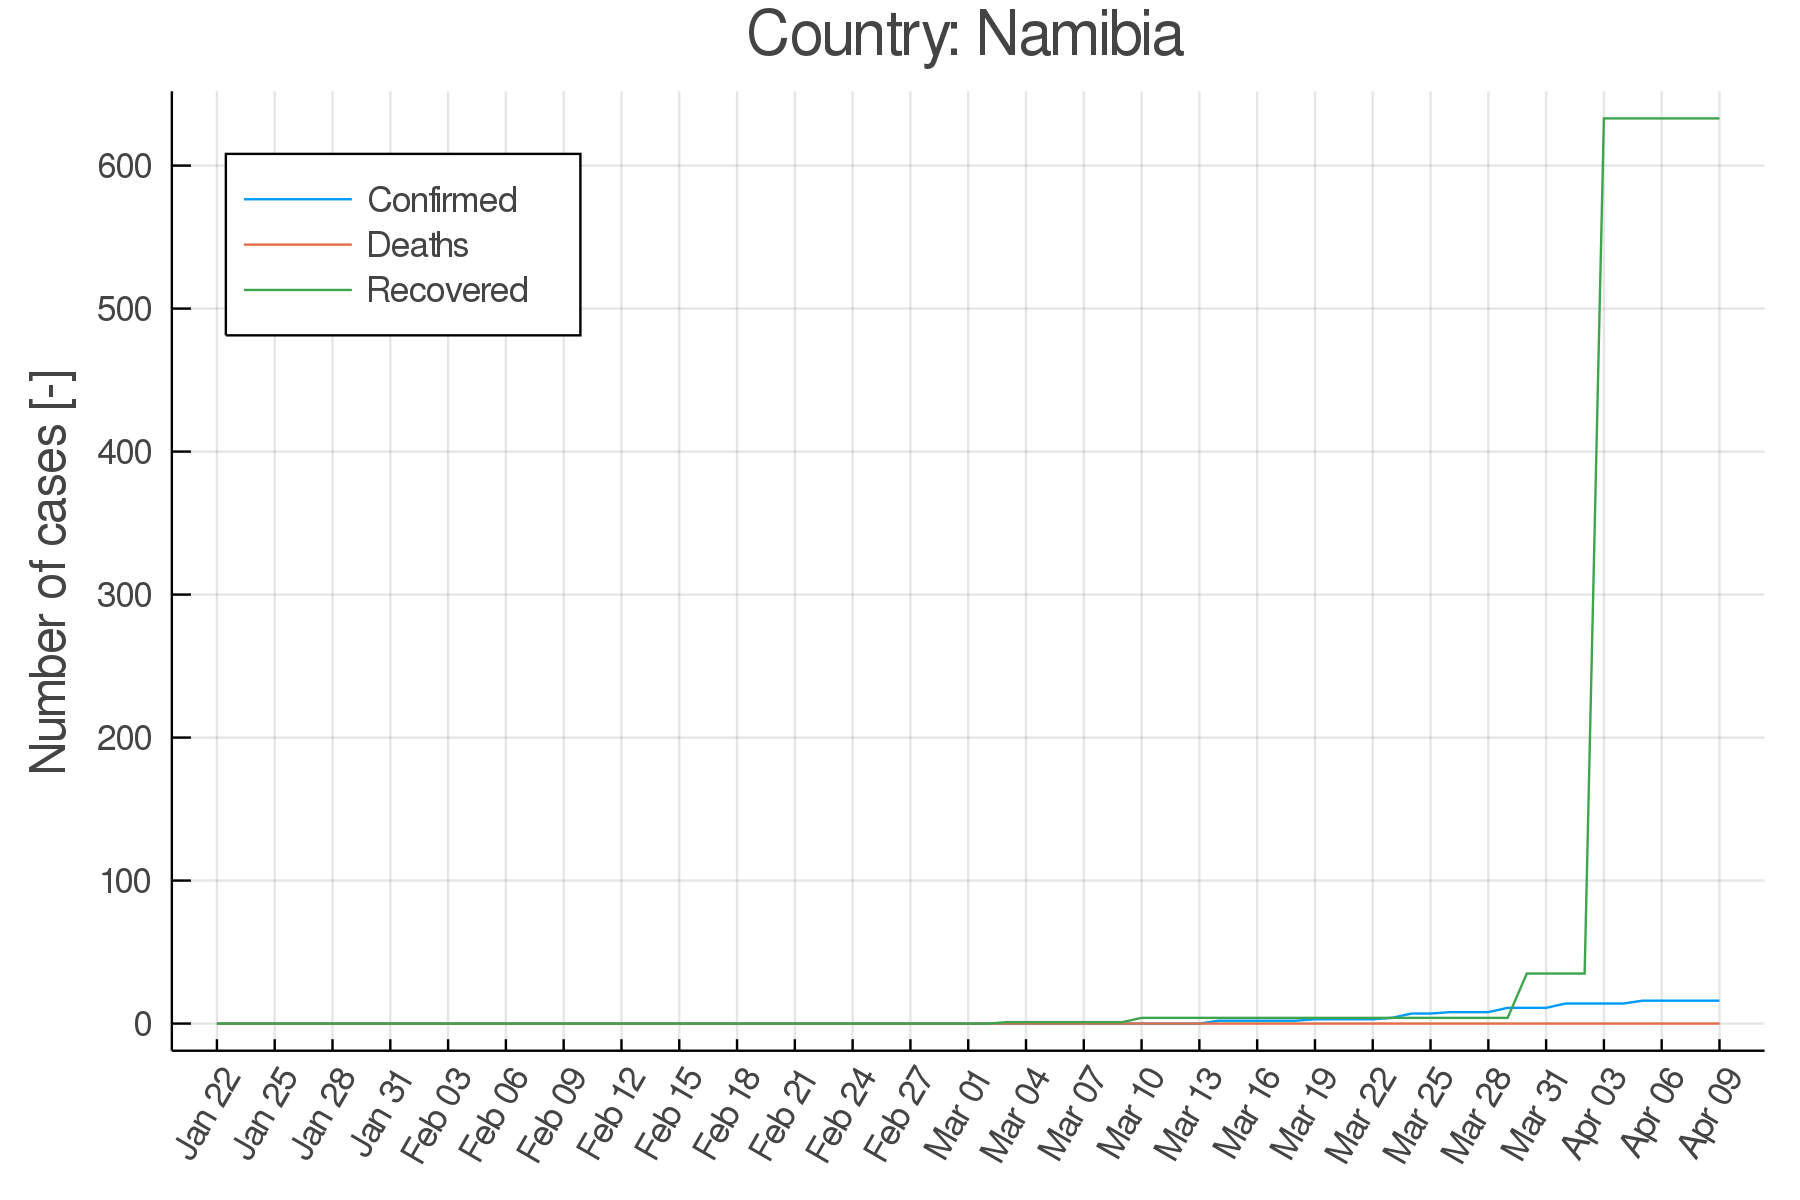 Country: Namibia
Number of cases [-]
600
500
400
300
200
100
0
Confirmed
Deaths
Recovered
Jan 22
Jan 25
Jan 28
Jan 31
Feb 03
Feb 06
Feb 09
Feb 12
Feb 15
Feb 18
Feb 21
Feb 24
Feb 27
Mar 01
Mar 04
Mar 07
Mar 10
Mar 13
Mar 16
Mar 19
Mar 22
Mar 25
Mar 28
Mar 31
Apr 03
Apr 06
Apr 09